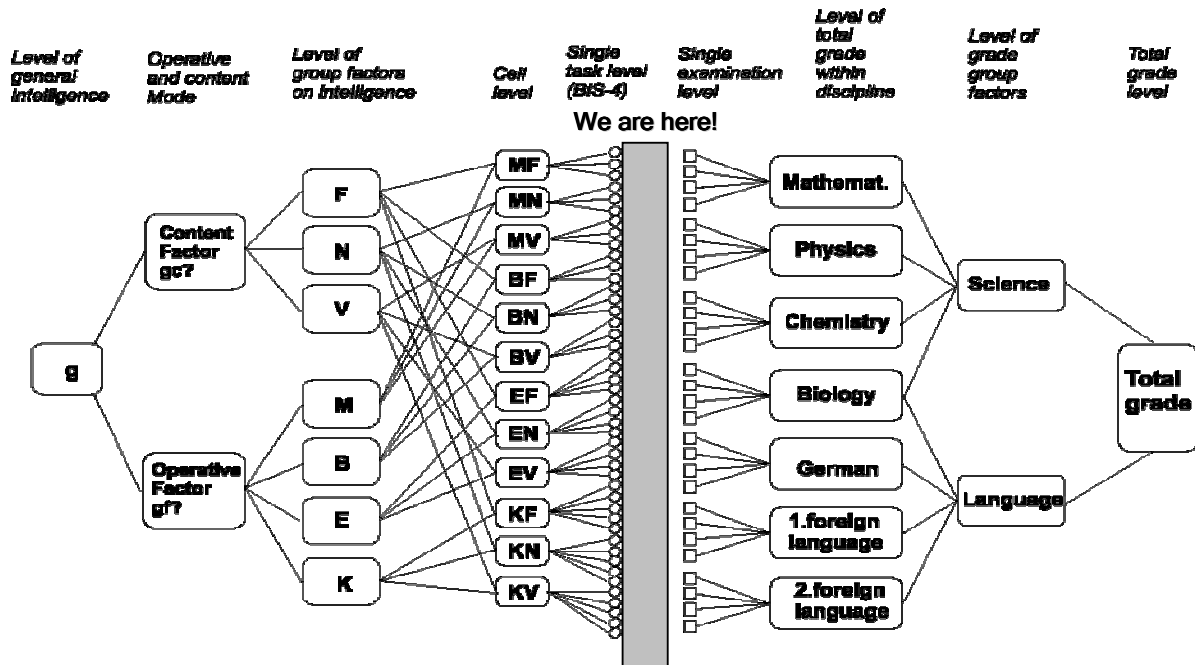 Level of
general
intelligence
Operative
and content
Mode
Level of
group factors
on Intelligence
Cell
level
Single
task level
(BIS-4)
Single
examination
level
Level of
total
grade
within
discipline
Level of
grade
group
factors
Total
grade
level
We are here!
g
Content
Factor
gc?
Operative
Factor
gf?
F
N
V
M
B
E
K
MF
MN
MV
BF
BN
BV
EF
EN
EV
KF
KN
KV
Mathemat.
Physics
Chemistry
Biology
German
1.foreign
language
2.foreign
language
Science
Language
Total
grade